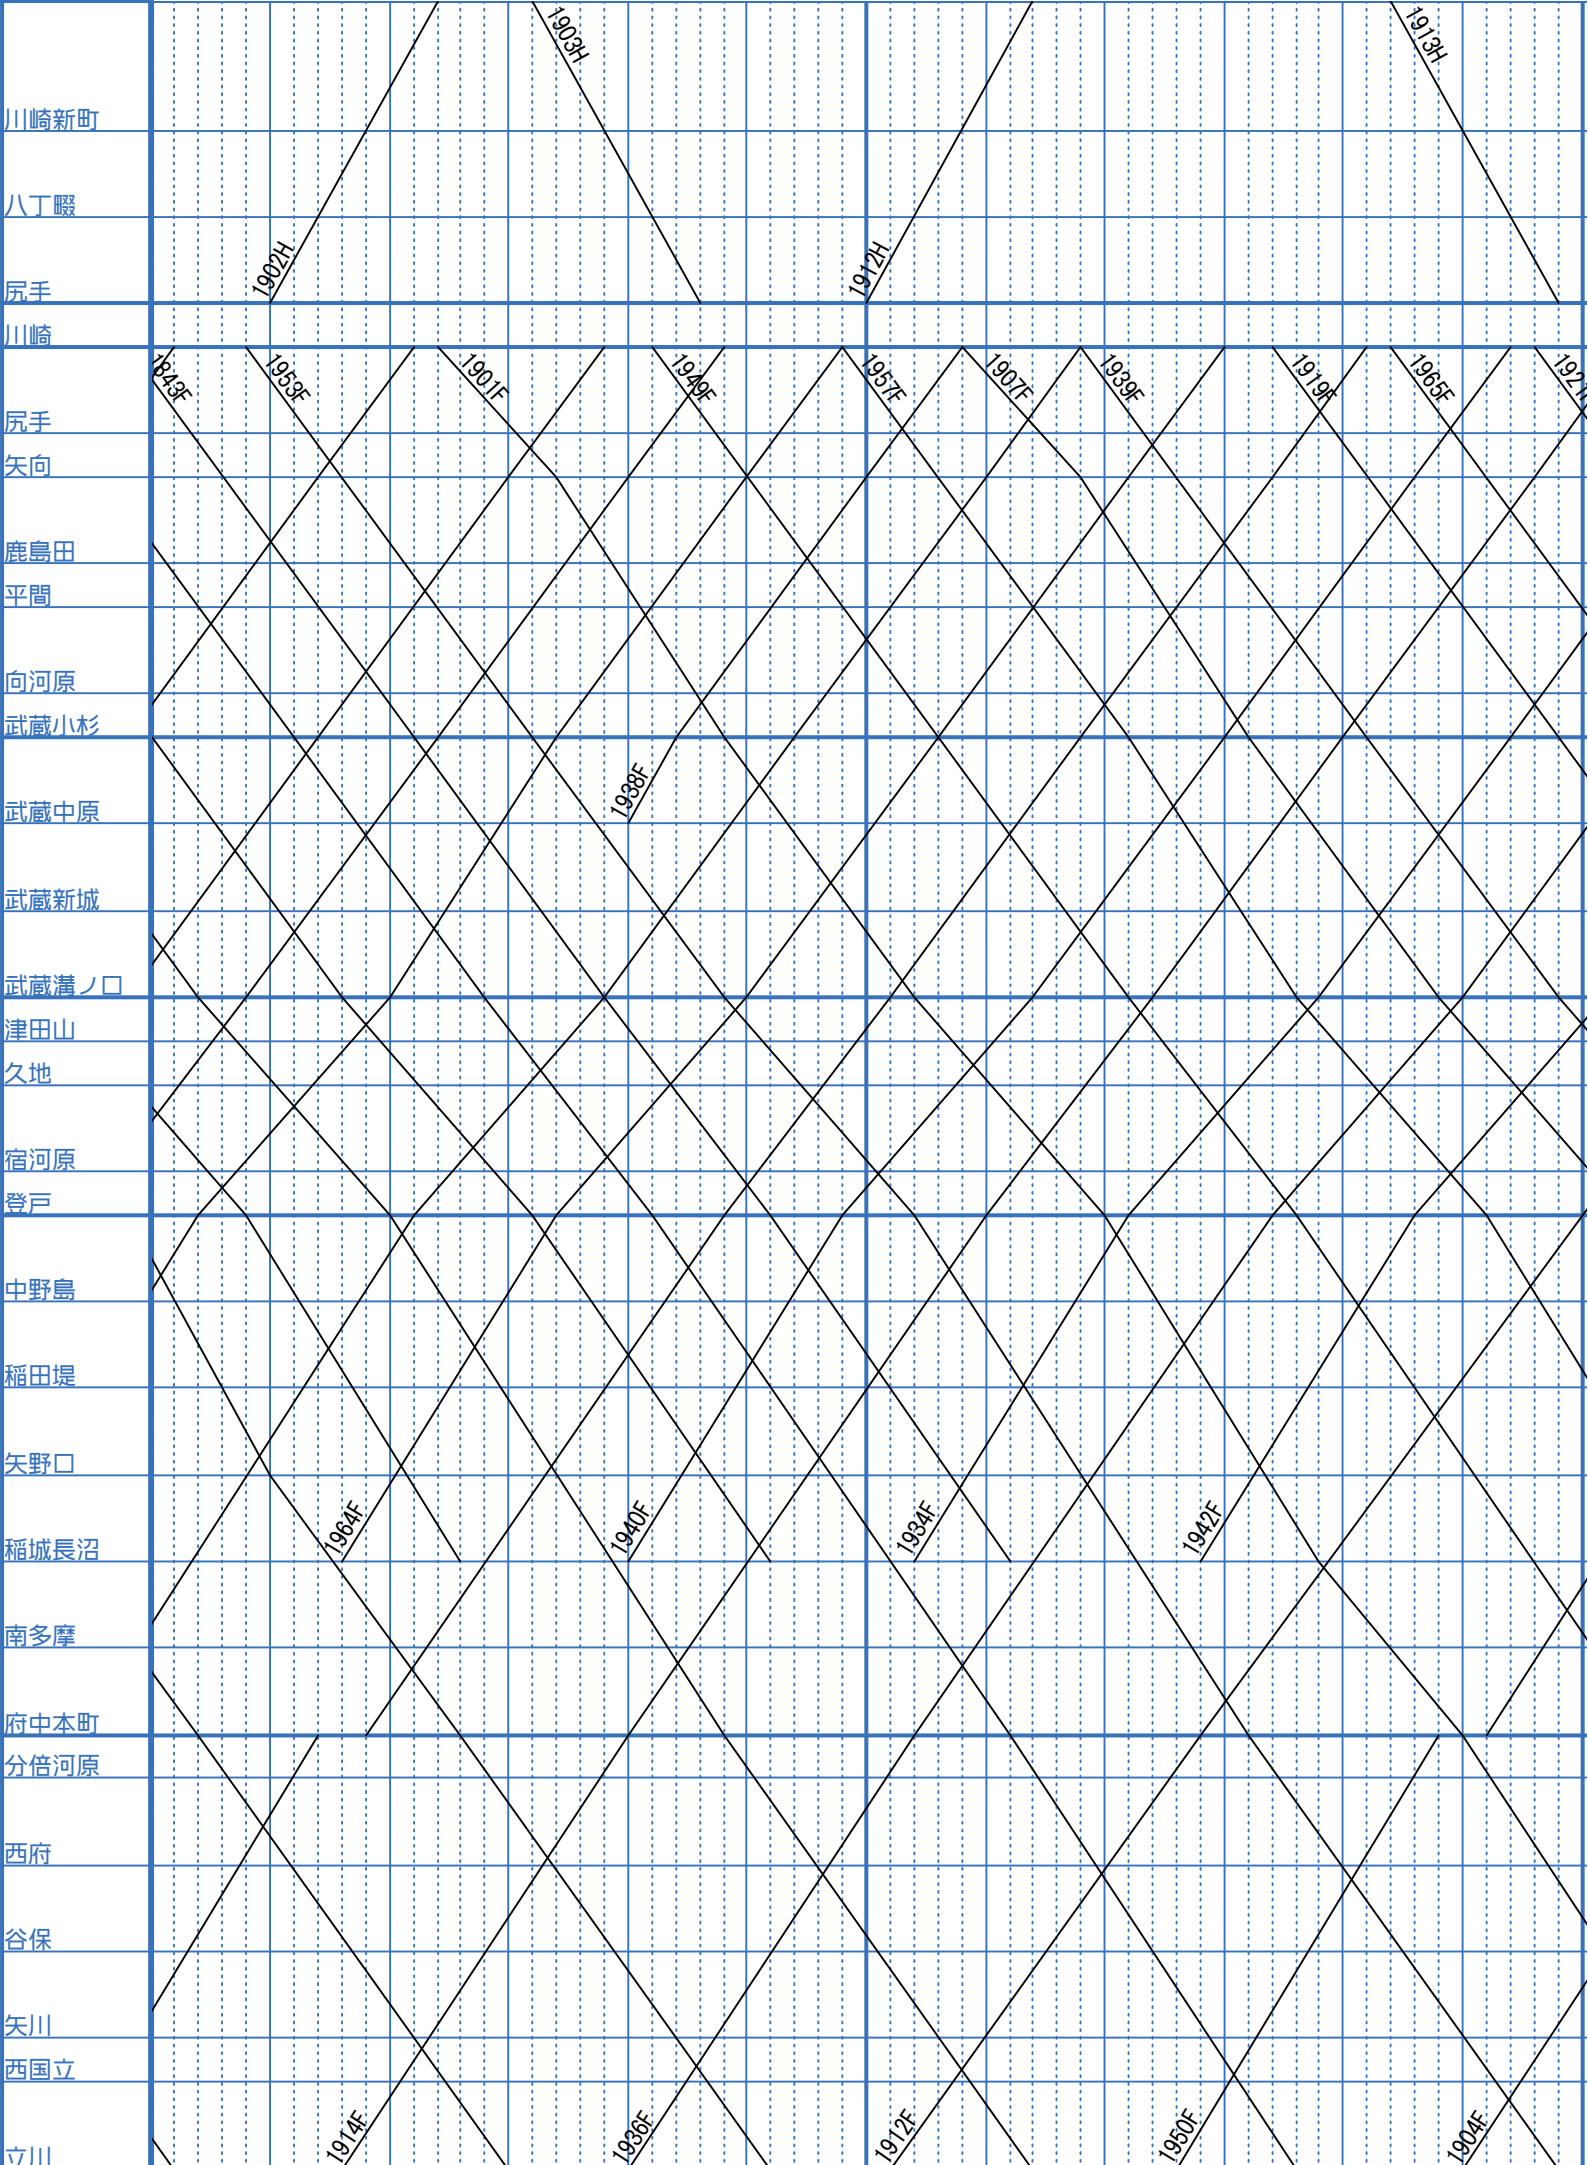 1903H
1913H
川崎新町
八丁畷
1902H
1912H
尻手
川崎
1843F
1953F
1901F
1949F
1957F
1907F
1939F
1919F
1965F
尻手
矢向
鹿島田
平間
向河原
武蔵小杉
1938F
武蔵中原
武蔵新城
武蔵溝ノ口
津田山
久地
宿河原
登戸
中野島
稲田堤
矢野口
1964F
1940F
1934F
1942F
稲城長沼
南多摩
府中本町
分倍河原
西府
谷保
矢川
西国立
1914F
1936F
1912F
1950F
1904F
立川